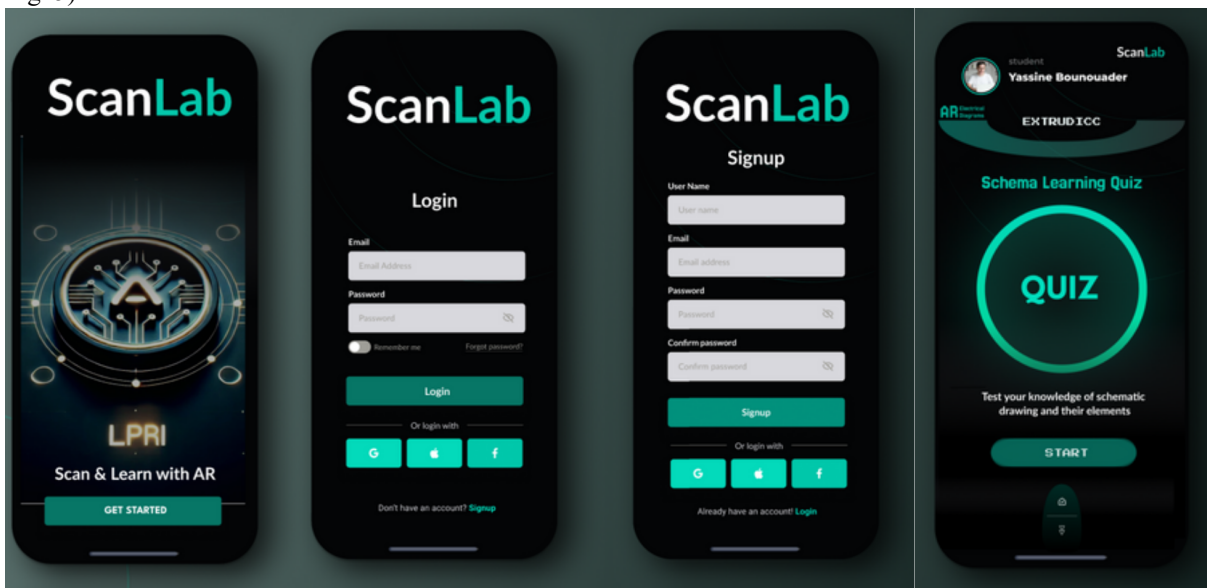 ScanLab
LPRI
Scan & Learn with AR
GET STARTED
ScanLab
Login
Email
Email Address
Password
Password
Remember me
Forgot password?
Login
Or login with
G
f
Don't have an account? Signup
ScanLab
Signup
User Name
User name
Email
Email address
Password
Password
Confirm password
Confirm password
Signup
Or login with
G
f
Already have an account! Login
ScanLab
student
Yassine Bounouader
AR Electrical
Diagrams
EXTRUDICC
Schema Learning Quiz
QUIZ
Test your knowledge of schematic
drawing and their elements
START